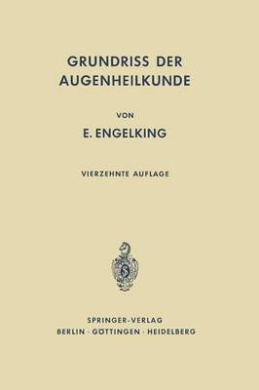 GRUNDRISS DER
AUGENHEILKUNDE
VON
E. ENGELKING
VIERZEHNTE AUFLAGE
SPRINGER-VERLAG
BERLIN · GÖTTINGEN · HEIDELBERG